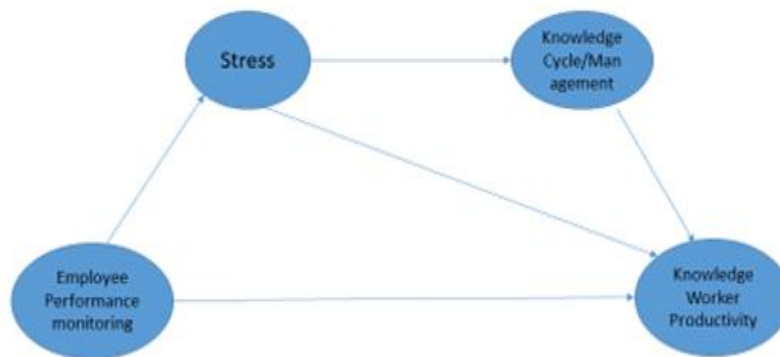 Stress
Knowledge
Cycle/Man
agement
Employee
Performance
monitoring
Knowledge
Worker
Productivity